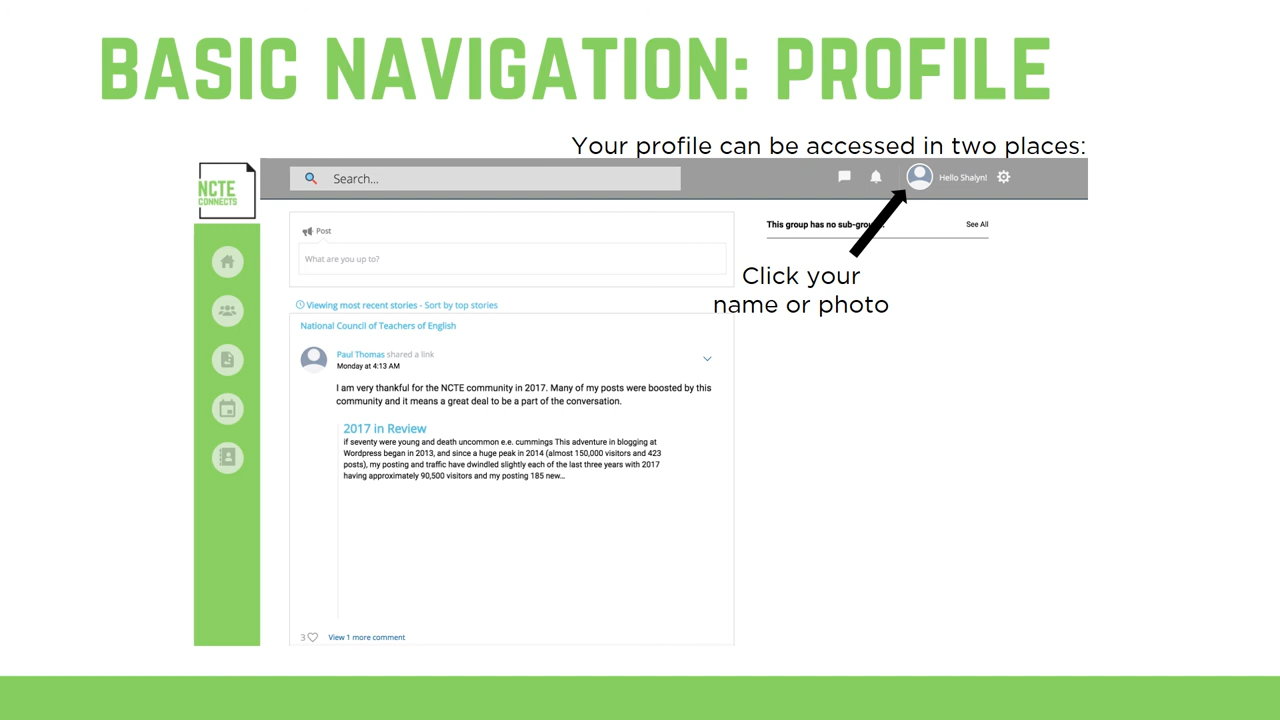 BASIC NAVIGATION: PROFILE
Your profile can be accessed in two places:
NCTE
CONNECTS
Search...
Hello Shalyn!
Post
What are you up to?
This group has no sub-gro
See All
Click your
name or photo
Viewing most recent stories - Sort by top stories
National Council of Teachers of English
Paul Thomas shared a link
Monday at 4:13 AM
I am very thankful for the NCTE community in 2017. Many of my posts were boosted by this
community and it means a great deal to be a part of the conversation.
2017 in Review
if seventy were young and death uncommon e.e. cummings This adventure in blogging at
Wordpress began in 2013, and since a huge peak in 2014 (almost 150,000 visitors and 423
posts), my posting and traffic have dwindled slightly each of the last three years with 2017
having approximately 90,500 visitors and my posting 185 new...
3
View 1 more comment